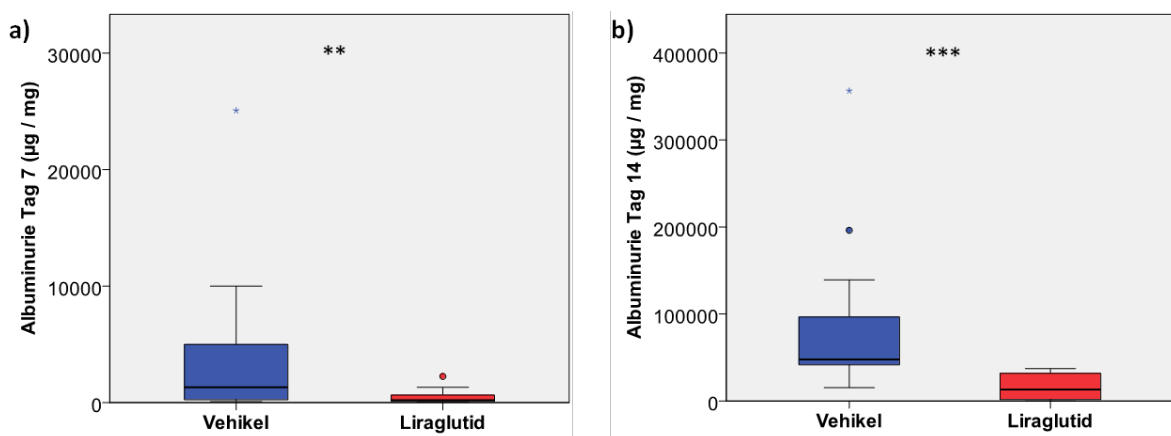 a)
**
Albuminurie Tag 7 (µg / mg)
30000
20000
10000
0
Vehikel Liraglutid
b)
***
Albuminurie Tag 14 (µg / mg)
400000
300000
200000
100000
0
Vehikel Liraglutid